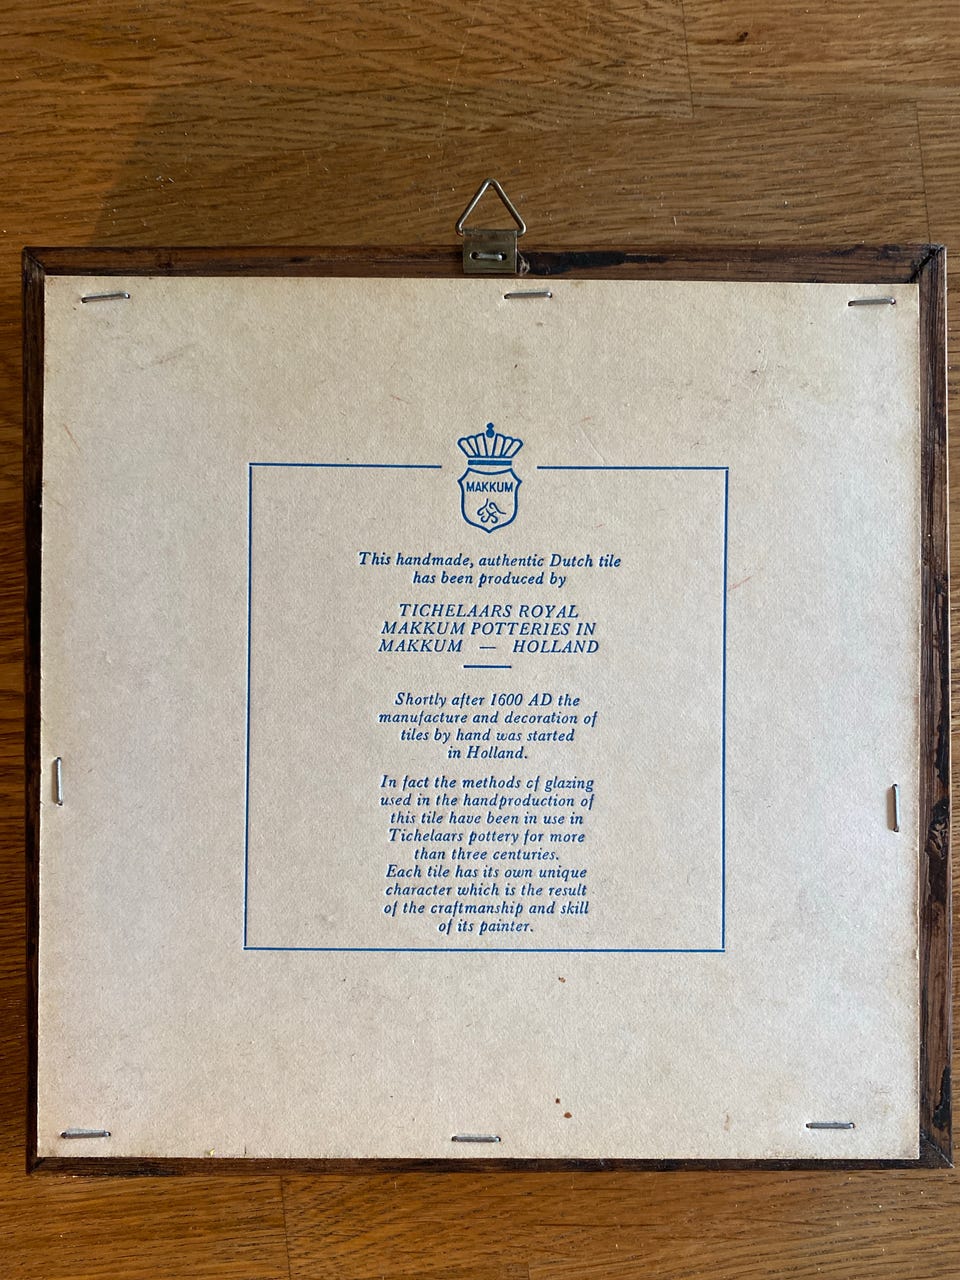 MAKKUM
This handmade, authentic Dutch tile
has been produced by
TICHELAARS ROYAL
MAKKUM POTTERIES IN
MAKKUM — HOLLAND
Shortly after 1600 AD the
manufacture and decoration of
tiles by hand was started
in Holland.
In fact the methods of glazing
used in the handproduction of
this tile have been in use in
Tichelaars pottery for more
than three centuries.
Each tile has its own unique
character which is the result
of the craftmanship and skill
of its painter.